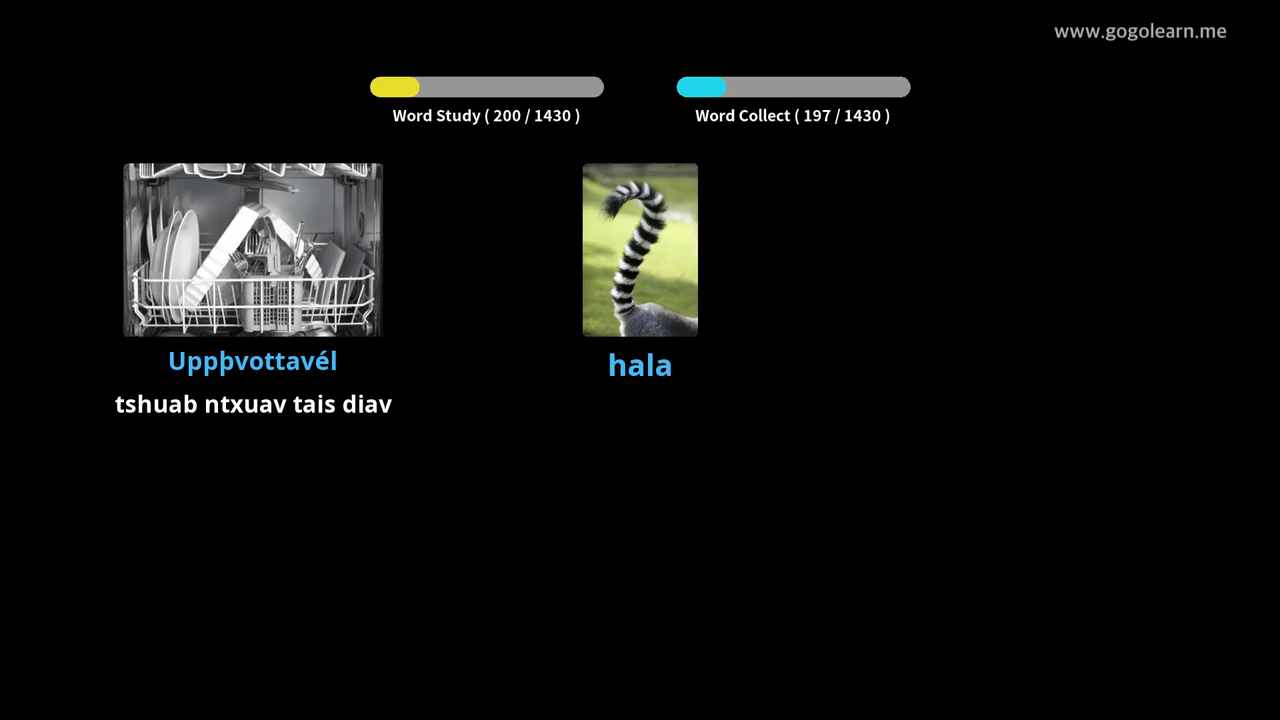 www.gogolearn.me
Word Study ( 200 / 1430 )
Word Collect ( 197 / 1430 )
Uppþvottavél
tshuab ntxuav tais diav
hala